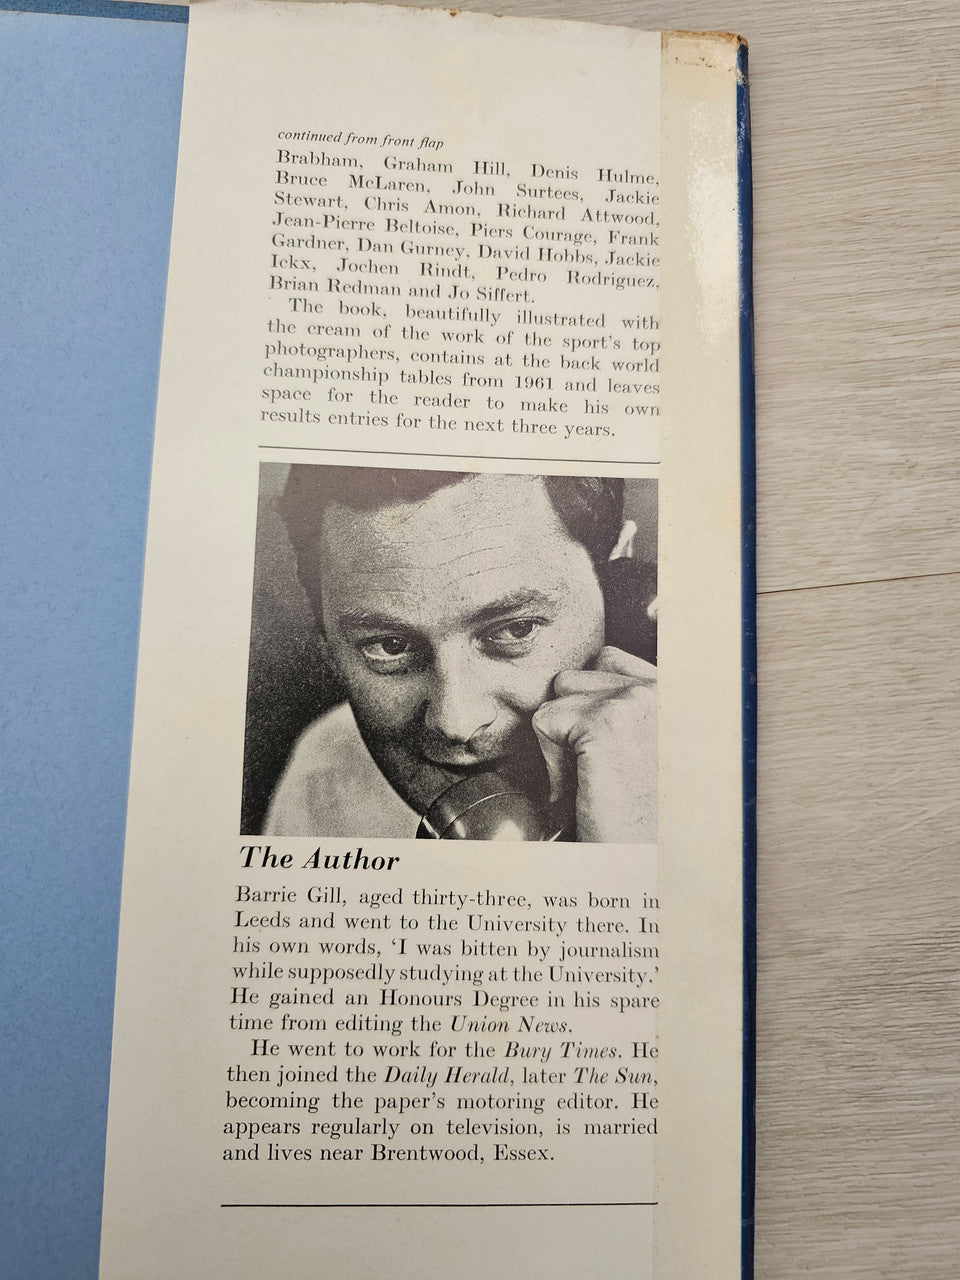 continued from front flap
Brabham, Graham Hill, Denis Hulme,
Bruce McLaren, John Surtees, Jackie
Stewart, Chris Amon, Richard Attwood,
Jean-Pierre Beltoise, Piers Courage, Frank
Gardner, Dan Gurney, David Hobbs, Jackie
Ickx, Jochen Rindt, Pedro Rodriguez,
Brian Redman and Jo Siffert.
The book, beautifully illustrated with
the cream of the work of the sport's top
photographers, contains at the back world
championship tables from 1961 and leaves
space for the reader to make his own
results entries for the next three years.
The Author
Barrie Gill, aged thirty-three, was born in
Leeds and went to the University there. In
his own words, ‘I was bitten by journalism
while supposedly studying at the University.’
He gained an Honours Degree in his spare
time from editing the Union News.
He went to work for the Bury Times. He
then joined the Daily Herald, later The Sun,
becoming the paper's motoring editor. He
appears regularly on television, is married
and lives near Brentwood, Essex.